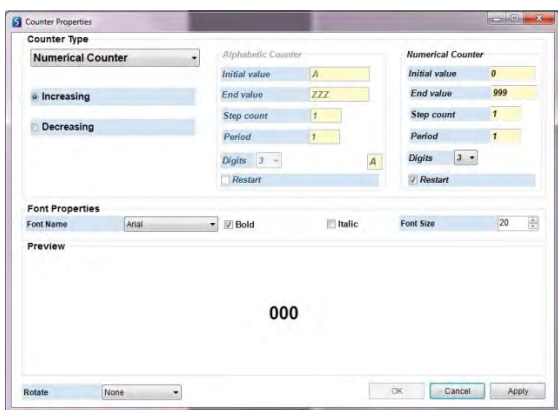 Counter Properties
Counter Type
Numerical Counter
Increasing
Decreasing
Alphabetic Counter
Initial value A
End value ZZZ
Step count 1
Period 1
Digits 3 A
Restart
Numerical Counter
Initial value 0
End value 999
Step count 1
Period 1
Digits 3
Restart
Font Properties
Font Name Arial Bold Italic Font Size 20
Preview
000
Rotate None OK Cancel Apply